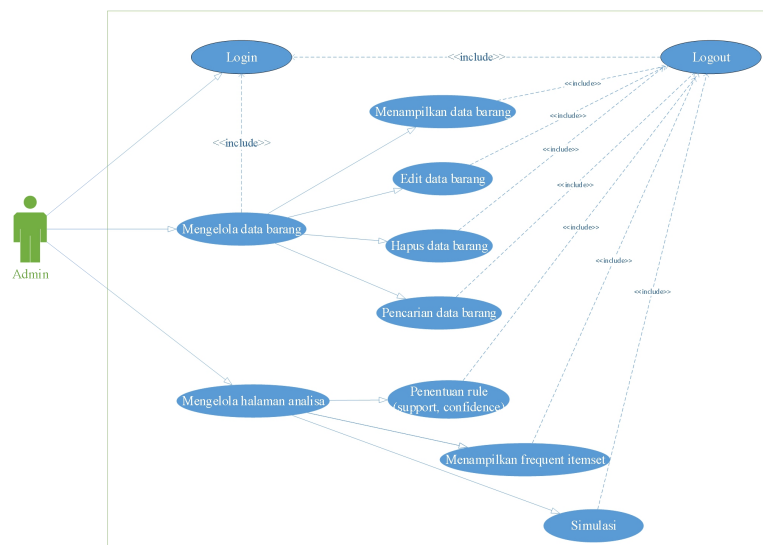 Login
<<include>>
Logout
<<include>>
Menampilkan data barang
<<include>>
<<include>>
Edit data barang
<<include>>
<<include>>
Mengelola data barang
<<include>>
Hapus data barang
<<include>>
Admin
<<include>>
Pencarian data barang
Mengelola halaman analisa
Penentuan rule
(support, confidence)
Menampilkan frequent itemset
Simulasi